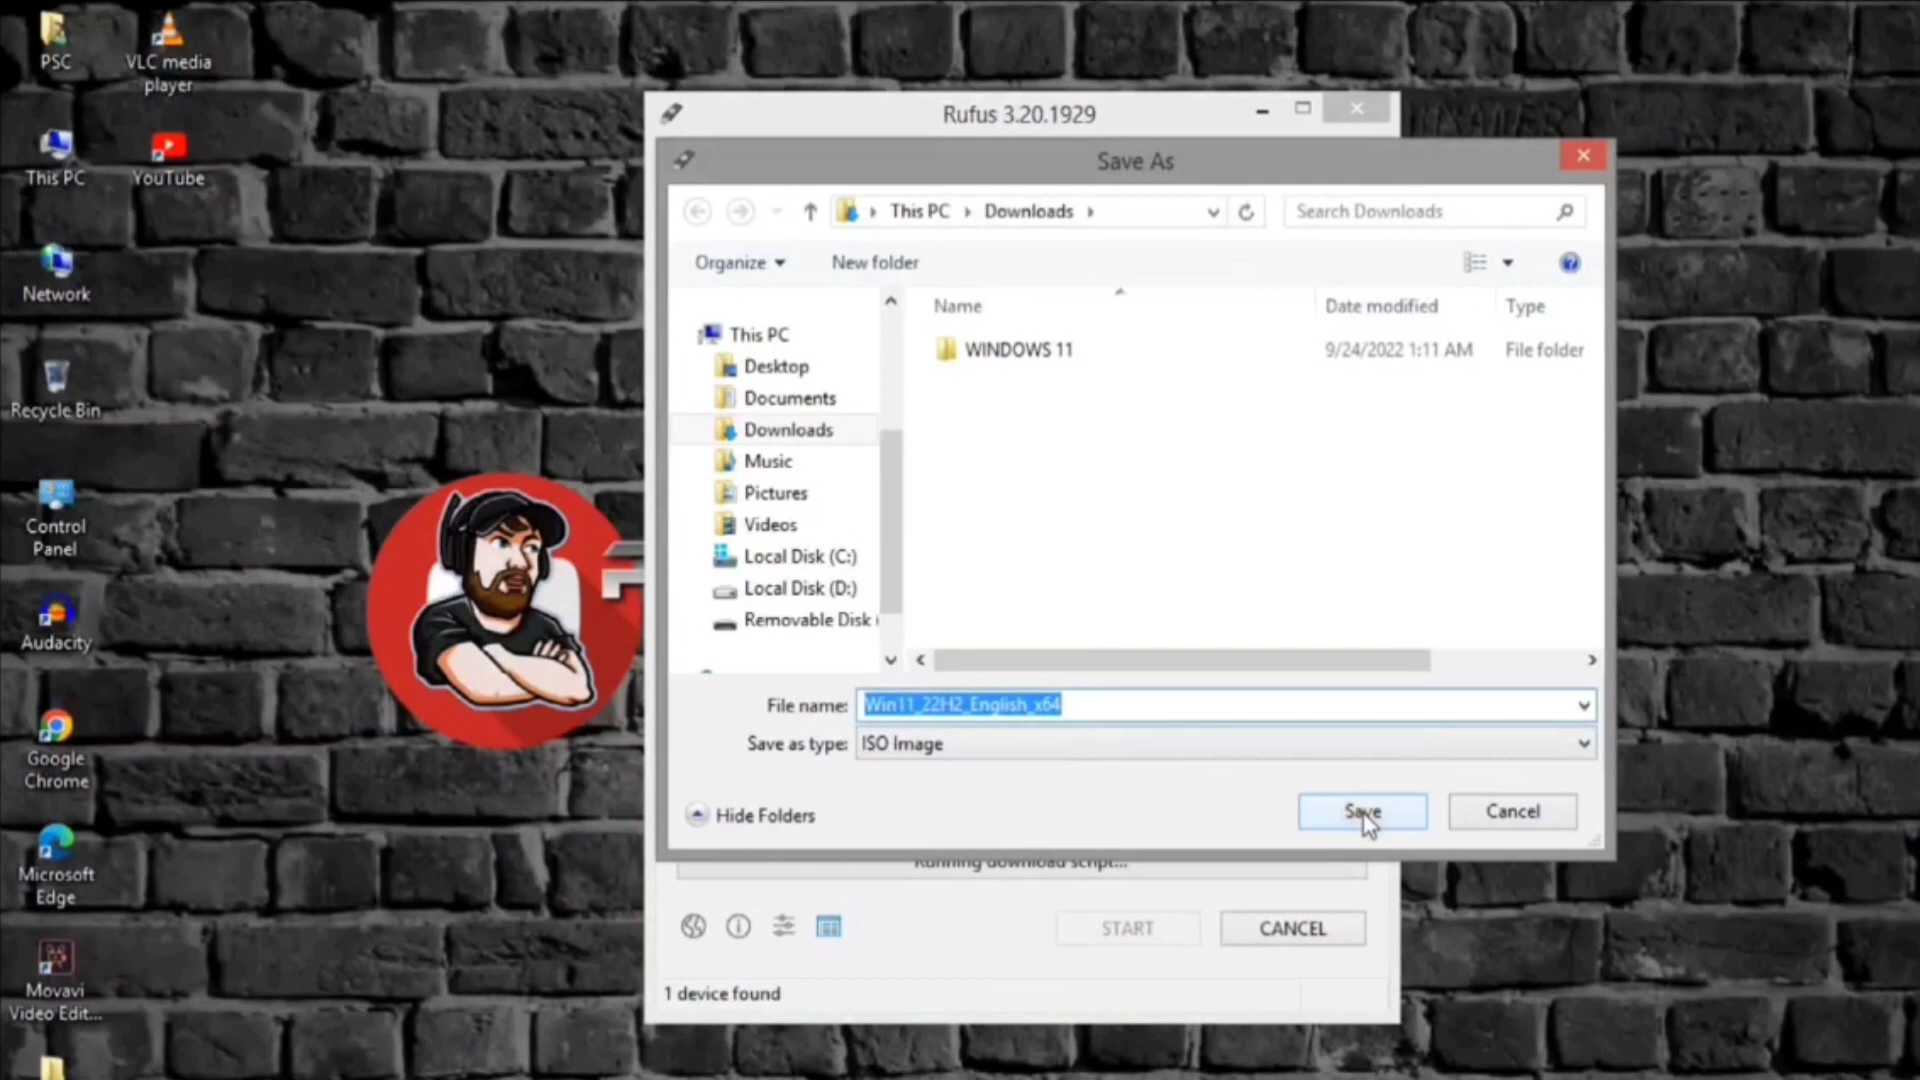 PSC
VLC media
player
This PC
YouTube
Network
Recycle Bin
Control
Panel
Audacity
Google
Chrome
Microsoft
Edge
Movavi
Video Edit...
Rufus 3.20.1929
Save As
This PC
Downloads
Search Downloads
Organize
New folder
Name
Date modified
Type
WINDOWS 11
9/24/2022 1:11 AM
File folder
This PC
Desktop
Documents
Downloads
Music
Pictures
Videos
Local Disk (C:)
Local Disk (D:)
Removable Disk (
File name: Win11_22H2_English_x64
Save as type: ISO Image
Hide Folders
Save
Cancel
Running download script...
START
CANCEL
1 device found